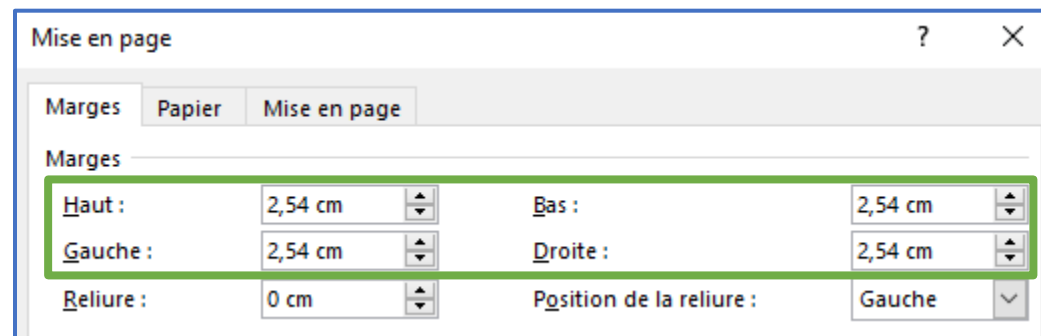 Mise en page ? ×
Marges Papier Mise en page
Marges
Haut : 2,54 cm Bas : 2,54 cm
Gauche : 2,54 cm Droite : 2,54 cm
Reliure : 0 cm Position de la reliure : Gauche